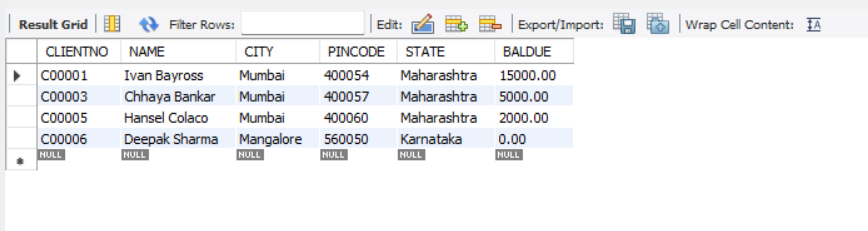 Result Grid Filter Rows: Edit: Export/Import: Wrap Cell Content: IA
CLIENTNO NAME CITY PINCODE STATE BALDUE
C00001 Ivan Bayross Mumbai 400054 Maharashtra 15000.00
C00003 Chhaya Bankar Mumbai 400057 Maharashtra 5000.00
C00005 Hansel Colaco Mumbai 400060 Maharashtra 2000.00
C00006 Deepak Sharma Mangalore 560050 Karnataka 0.00
NULL NULL NULL NULL NULL NULL